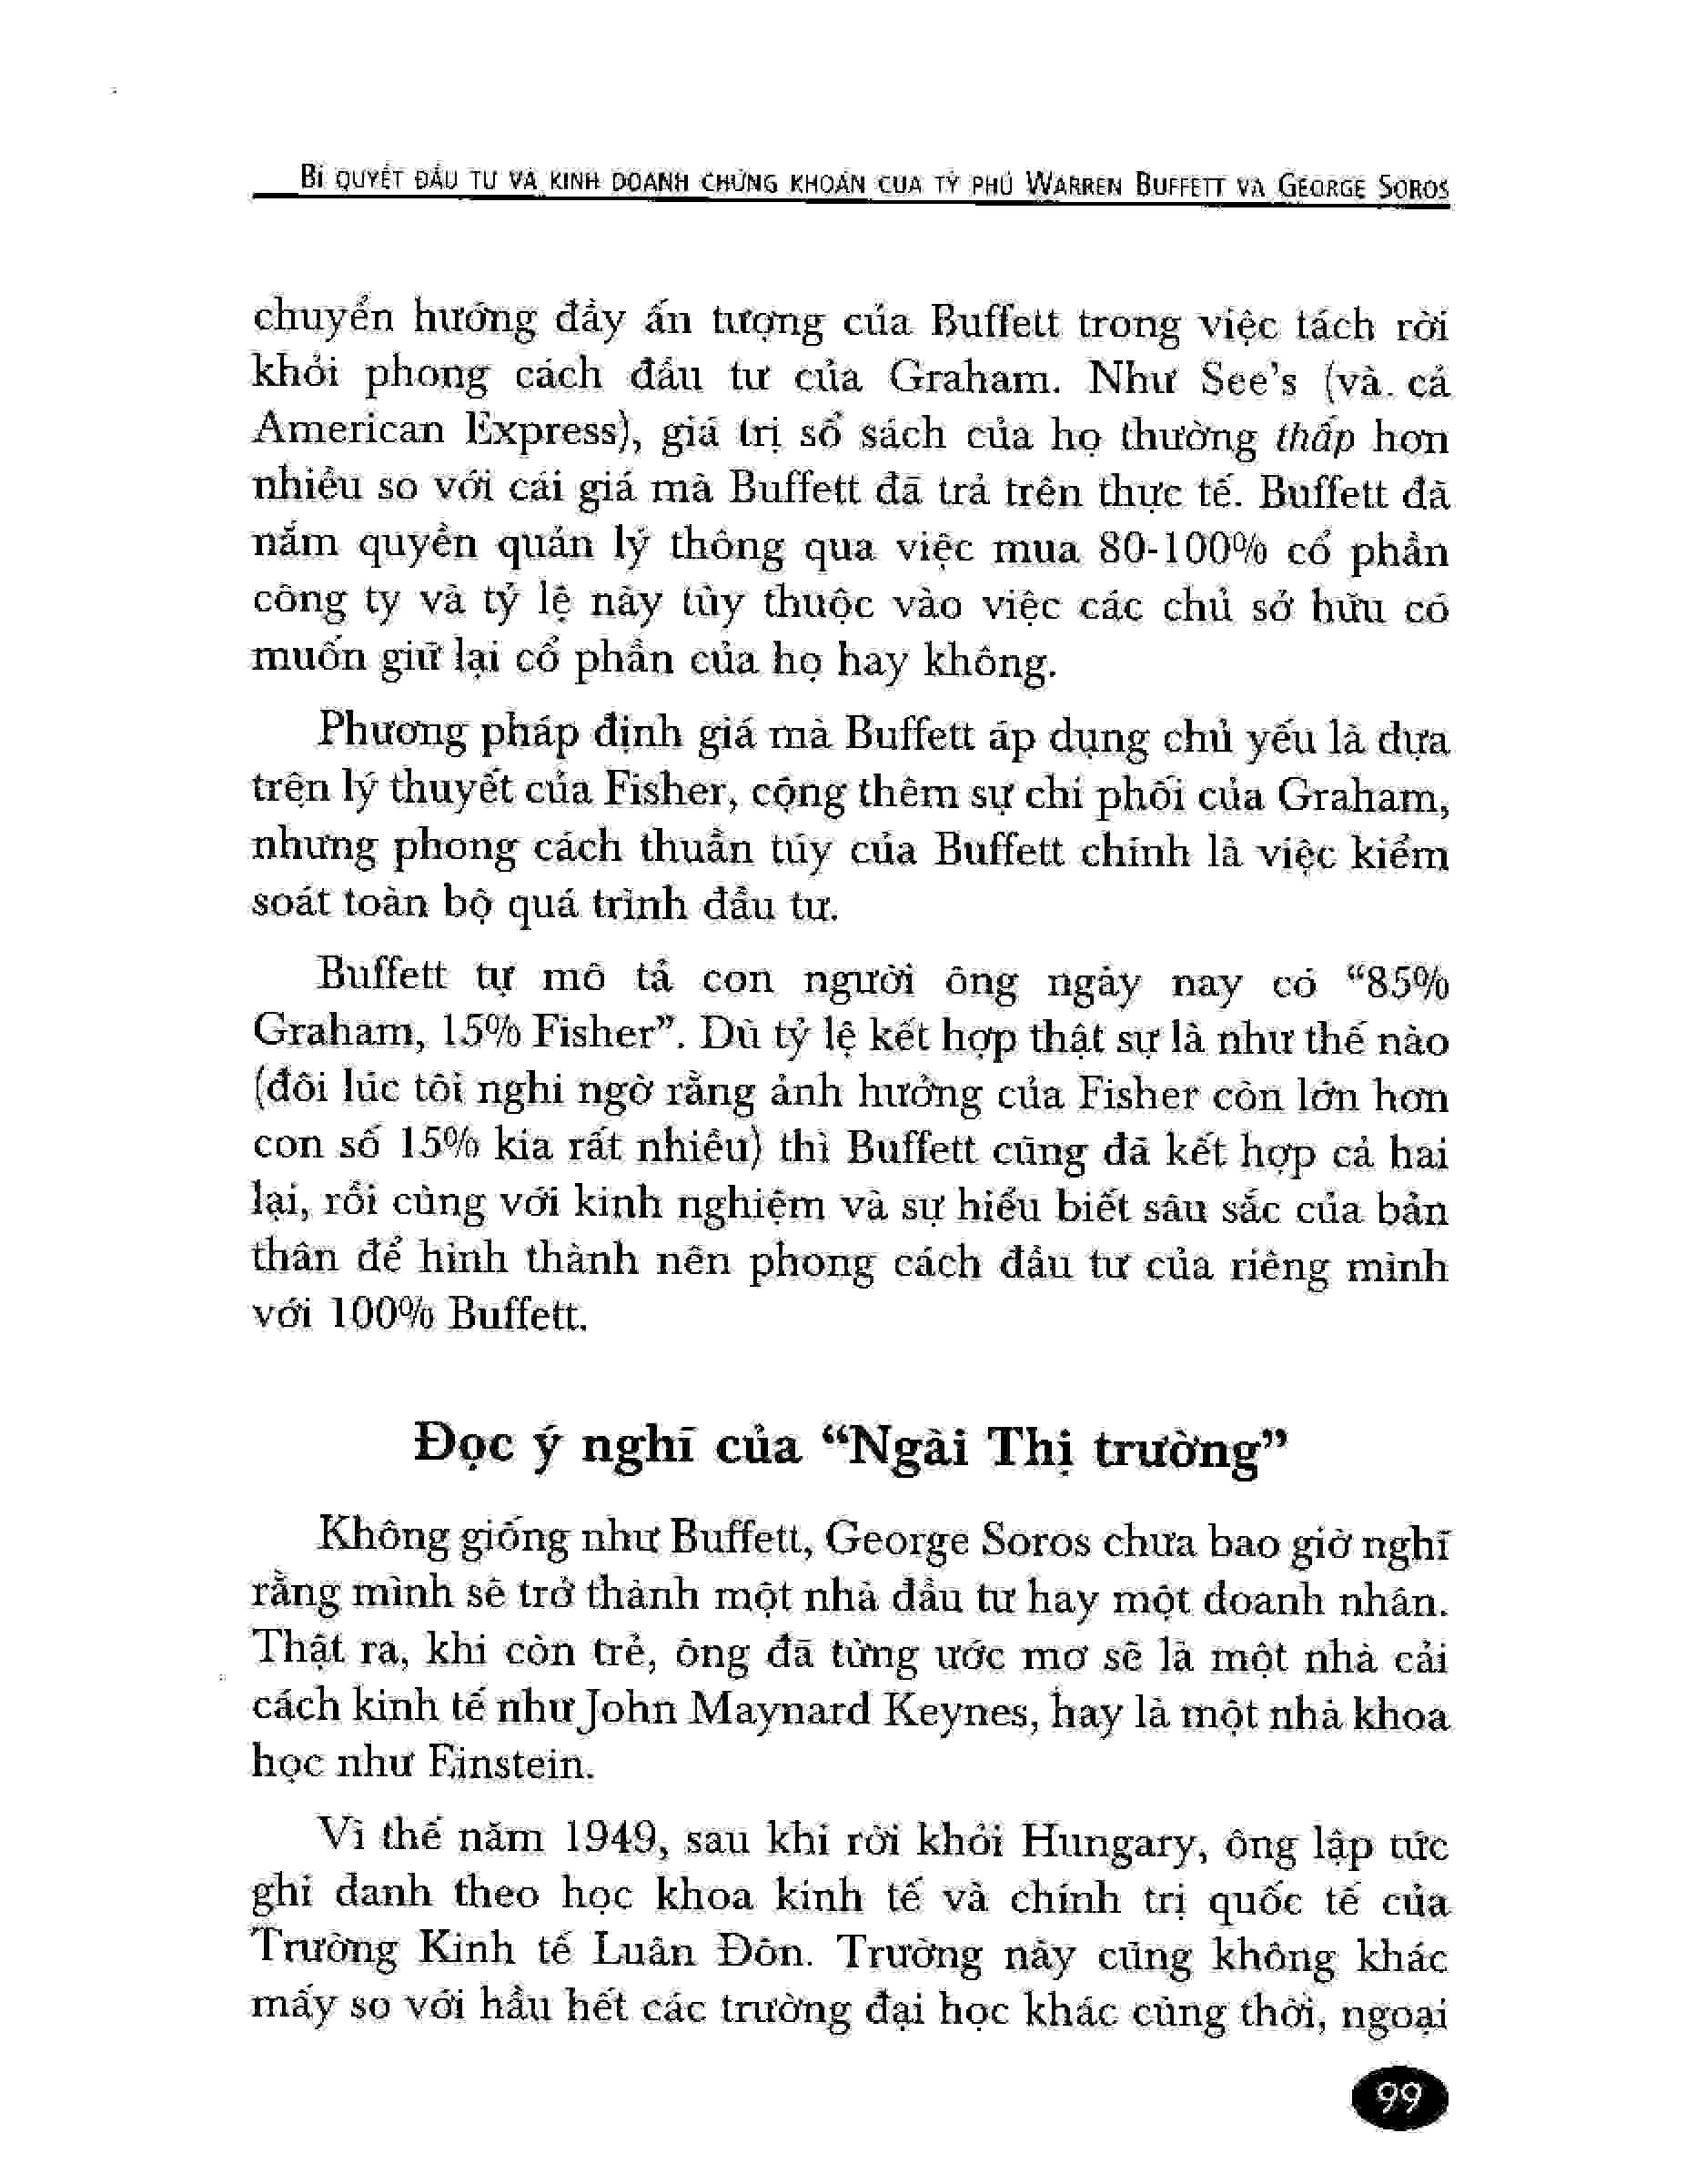 BÍ QUYẾT ĐẦU TƯ VÀ KINH DOANH CHỨNG KHOÁN CỦA TỶ PHÚ WARREN BUFFETT VÀ GEORGE SOROS
chuyển hướng đầy ấn tượng của Buffett trong việc tách rời
khỏi phong cách đầu tư của Graham. Như See's (và cả
American Express), giá trị sổ sách của họ thường thấp hơn
nhiều so với cái giá mà Buffett đã trả trên thực tế. Buffett đã
nắm quyền quản lý thông qua việc mua 80-100% cổ phần
công ty và tỷ lệ này tùy thuộc vào việc các chủ sở hữu có
muốn giữ lại cổ phần của họ hay không.
Phương pháp định giá mà Buffett áp dụng chủ yếu là dựa
trên lý thuyết của Fisher, cộng thêm sự chi phối của Graham,
nhưng phong cách thuần túy của Buffett chính là việc kiểm
soát toàn bộ quá trình đầu tư.
Buffett tự mô tả con người ông ngày nay có “85%
Graham, 15% Fisher”. Dù tỷ lệ kết hợp thật sự là như thế nào
(đôi lúc tôi nghi ngờ rằng ảnh hưởng của Fisher còn lớn hơn
con số 15% kia rất nhiều) thì Buffett cũng đã kết hợp cả hai
lại, rồi cùng với kinh nghiệm và sự hiểu biết sâu sắc của bản
thân để hình thành nên phong cách đầu tư của riêng mình
với 100% Buffett.
Đọc ý nghĩ của “Ngài Thị trường”
Không giống như Buffett, George Soros chưa bao giờ nghĩ
rằng mình sẽ trở thành một nhà đầu tư hay một doanh nhân.
Thật ra, khi còn trẻ, ông đã từng ước mơ sẽ là một nhà cải
cách kinh tế như John Maynard Keynes, hay là một nhà khoa
học như Einstein.
Vì thế năm 1949, sau khi rời khỏi Hungary, ông lập tức
ghi danh theo học khoa kinh tế và chính trị quốc tế của
Trường Kinh tế Luân Đôn. Trường này cũng không khác
mấy so với hầu hết các trường đại học khác cùng thời, ngoại
99